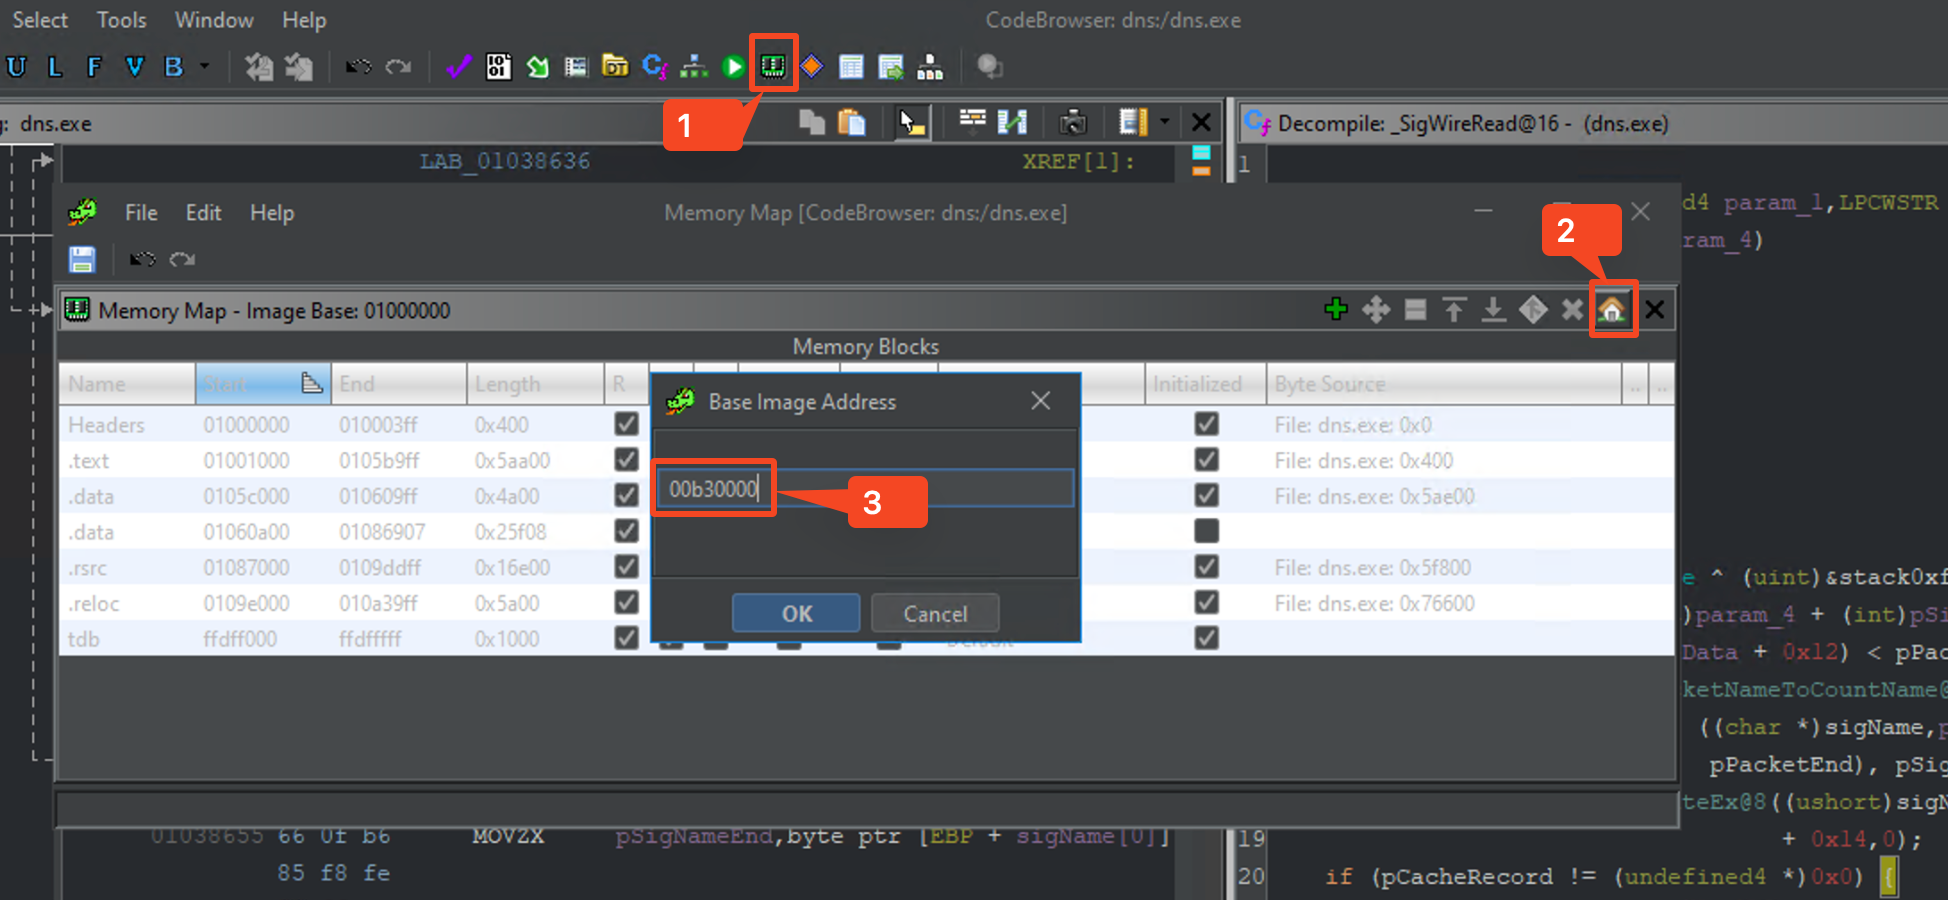 Select Tools Window Help
CodeBrowser: dns:/dns.exe
U L F V B
1
dns.exe
Decompile: _SigWireRead@16 - (dns.exe)
LAB_01038636 XREF[1]:
1
File Edit Help
Memory Map [CodeBrowser: dns:/dns.exe]
2
param_1,LPCWSTR
Memory Map - Image Base: 01000000
Memory Blocks
Name Start End Length R Initialized Byte Source .. ..
Headers 01000000 010003ff 0x400 File: dns.exe: 0x0
.text 01001000 0105b9ff 0x5aa00 File: dns.exe: 0x400
.data 0105c000 010609ff 0x4a00 File: dns.exe: 0x5ae00
.data 01060a00 01086907 0x25f08
.rsrc 01087000 0109ddff 0x16e00 File: dns.exe: 0x5f800
.reloc 0109e000 010a39ff 0x5a00 File: dns.exe: 0x76600
tdb ffdff000 ffdfffff 0x1000
Base Image Address
00b30000
3
OK Cancel
d4
ram_4)
e ^ (uint)&stack0xf
)param_4 + (int)pSi
Data + 0x12) < pPac
ketNameToCountName@
((char *)sigName,p
pPacketEnd), pSig
teEx@8((ushort)sigN
01038655 66 0f b6 MOVZX pSigNameEnd,byte ptr [EBP + sigName[0]]
85 f8 fe
19 + 0x14,0);
20 if (pCacheRecord != (undefined4 *)0x0) {